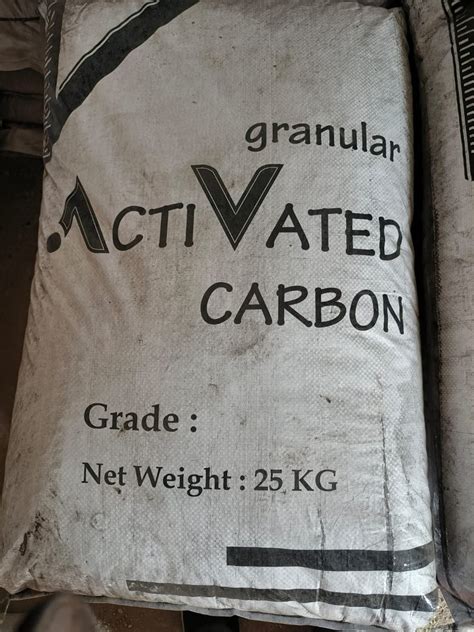 granular
ACTIVATED
CARBON
Grade :
Net Weight : 25 KG